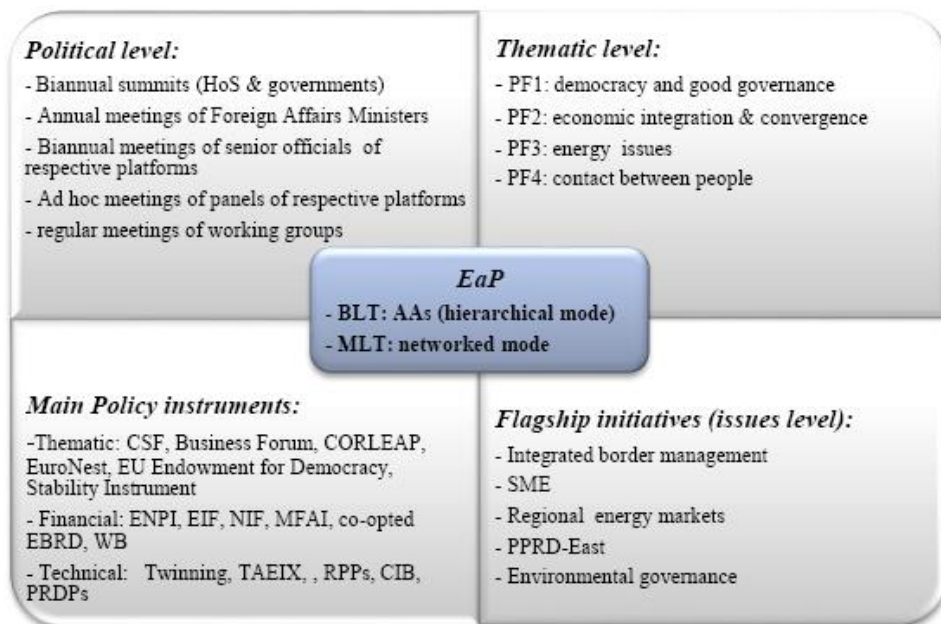 Political level:
- Biannual summits (HoS & governments)
- Annual meetings of Foreign Affairs Ministers
- Biannual meetings of senior officials of
respective platforms
- Ad hoc meetings of panels of respective platforms
- regular meetings of working groups
Thematic level:
- PF1: democracy and good governance
- PF2: economic integration & convergence
- PF3: energy issues
- PF4: contact between people
EaP
- BLT: AAs (hierarchical mode)
- MLT: networked mode
Main Policy instruments:
-Thematic: CSF, Business Forum, CORLEAP,
EuroNest, EU Endowment for Democracy,
Stability Instrument
- Financial: ENPI, EIF, NIF, MFAI, co-opted
EBRD, WB
- Technical: Twinning, TAEIX, , RPPs, CIB,
PRDPs
Flagship initiatives (issues level):
- Integrated border management
- SME
- Regional energy markets
- PPRD-East
- Environmental governance